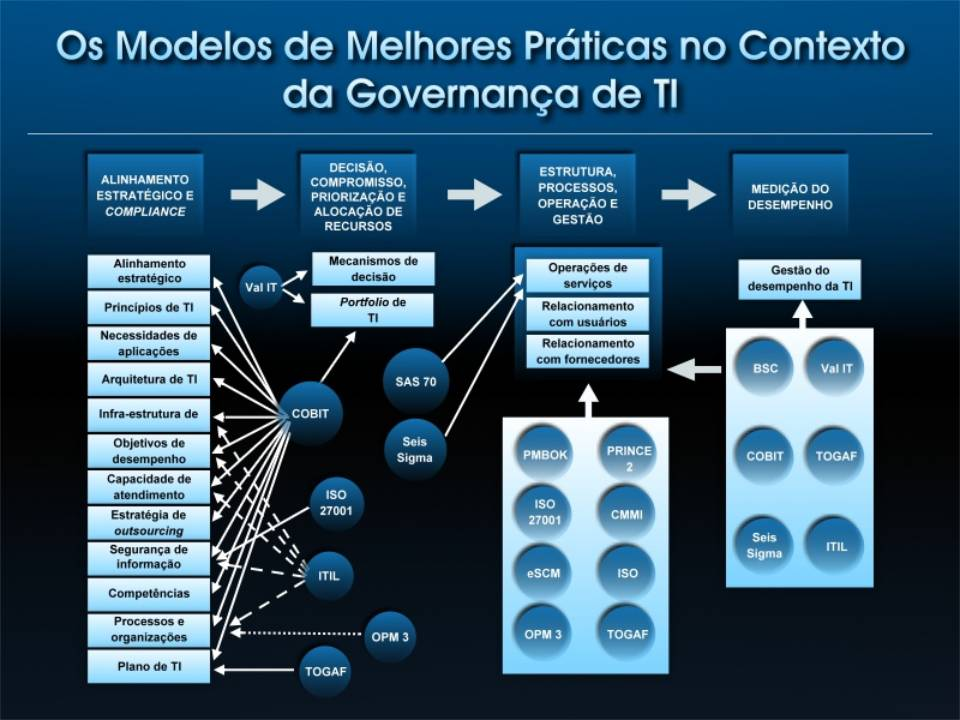 Os Modelos de Melhores Práticas no Contexto
da Governança de TI
ALINHAMENTO
ESTRATÉGICO E
COMPLIANCE
DECISÃO,
COMPROMISSO,
PRIORIZAÇÃO E
ALOCAÇÃO DE
RECURSOS
ESTRUTURA,
PROCESSOS,
OPERAÇÃO E
GESTÃO
MEDIÇÃO DO
DESEMPENHO
Alinhamento
estratégico
Princípios de TI
Necessidades de
aplicações
Arquitetura de TI
Infra-estrutura de
Objetivos de
desempenho
Capacidade de
atendimento
Estratégia de
outsourcing
Segurança de
informação
Competências
Processos e
organizações
Plano de TI
Val IT
Mecanismos de
decisão
Portfolio de
TI
COBIT
ISO
27001
ITIL
OPM 3
TOGAF
SAS 70
Seis
Sigma
Operações de
serviços
Relacionamento
com usuários
Relacionamento
com fornecedores
PMBOK
PRINCE
2
ISO
27001
CMMI
eSCM
ISO
OPM 3
TOGAF
Gestão do
desempenho da TI
BSC
Val IT
COBIT
TOGAF
Seis
Sigma
ITIL